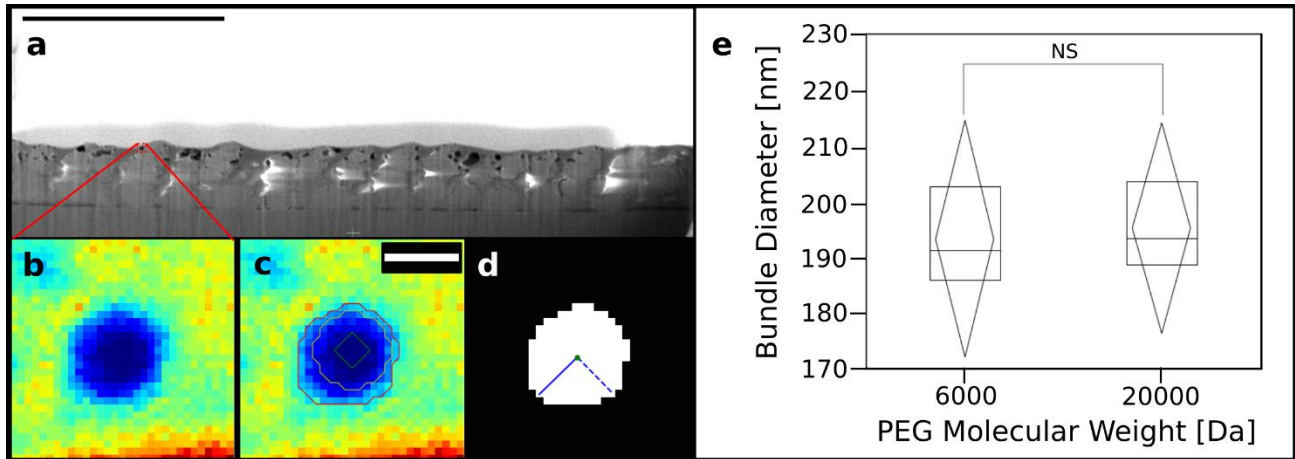 a
b
c
d
e
Bundle Diameter [nm]
230
220
210
200
190
180
170
NS
6000
20000
PEG Molecular Weight [Da]